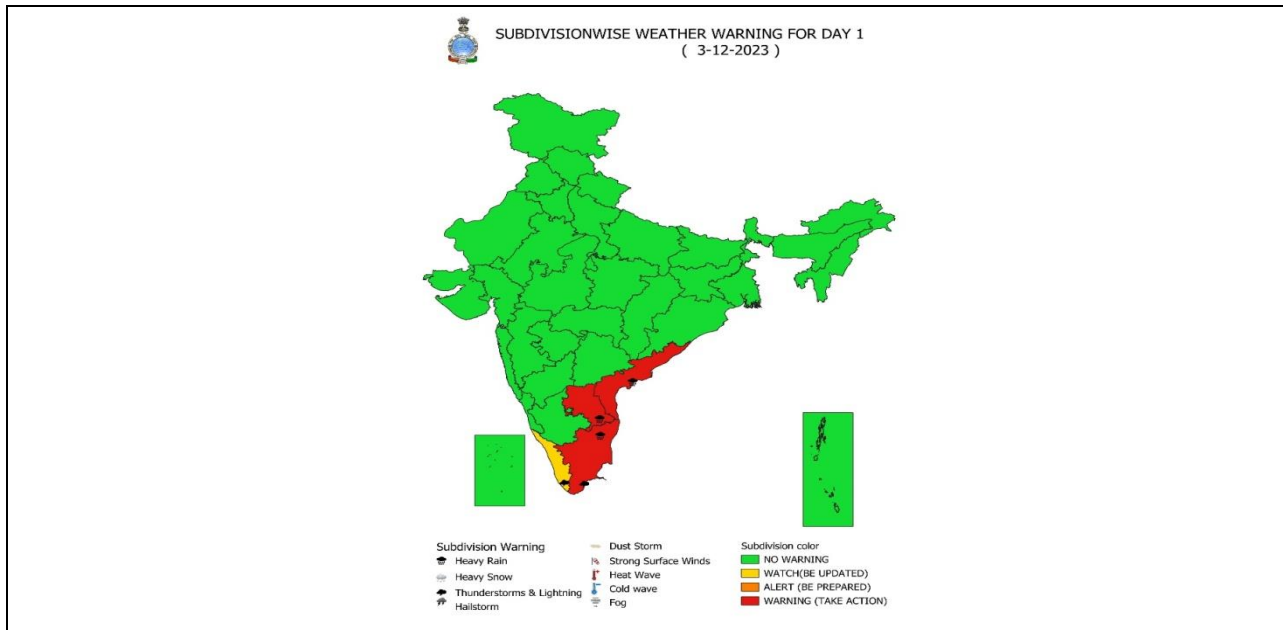 SUBDIVISIONWISE WEATHER WARNING FOR DAY 1
( 3-12-2023 )
Subdivision Warning
Heavy Rain
Heavy Snow
Thunderstorms & Lightning
Hailstorm
Dust Storm
Strong Surface Winds
Heat Wave
Cold wave
Fog
Subdivision color
NO WARNING
WATCH(BE UPDATED)
ALERT (BE PREPARED)
WARNING (TAKE ACTION)